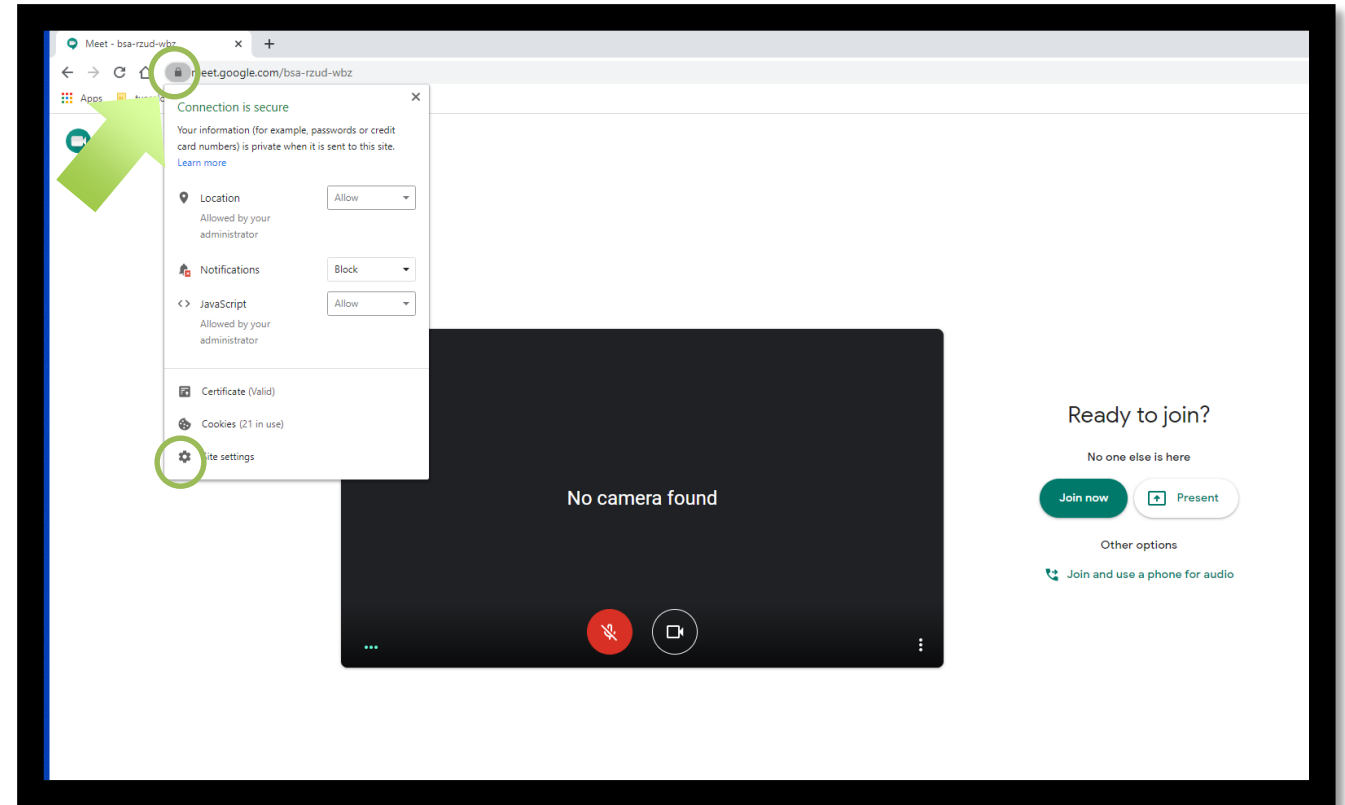 Meet - bsa-rzud-wbz
meet.google.com/bsa-rzud-wbz
Apps
Connection is secure
Your information (for example, passwords or credit
card numbers) is private when it is sent to this site.
Learn more
Location Allow
Allowed by your
administrator
Notifications Block
JavaScript Allow
Allowed by your
administrator
Certificate (Valid)
Cookies (21 in use)
Site settings
No camera found
Ready to join?
No one else is here
Join now Present
Other options
Join and use a phone for audio